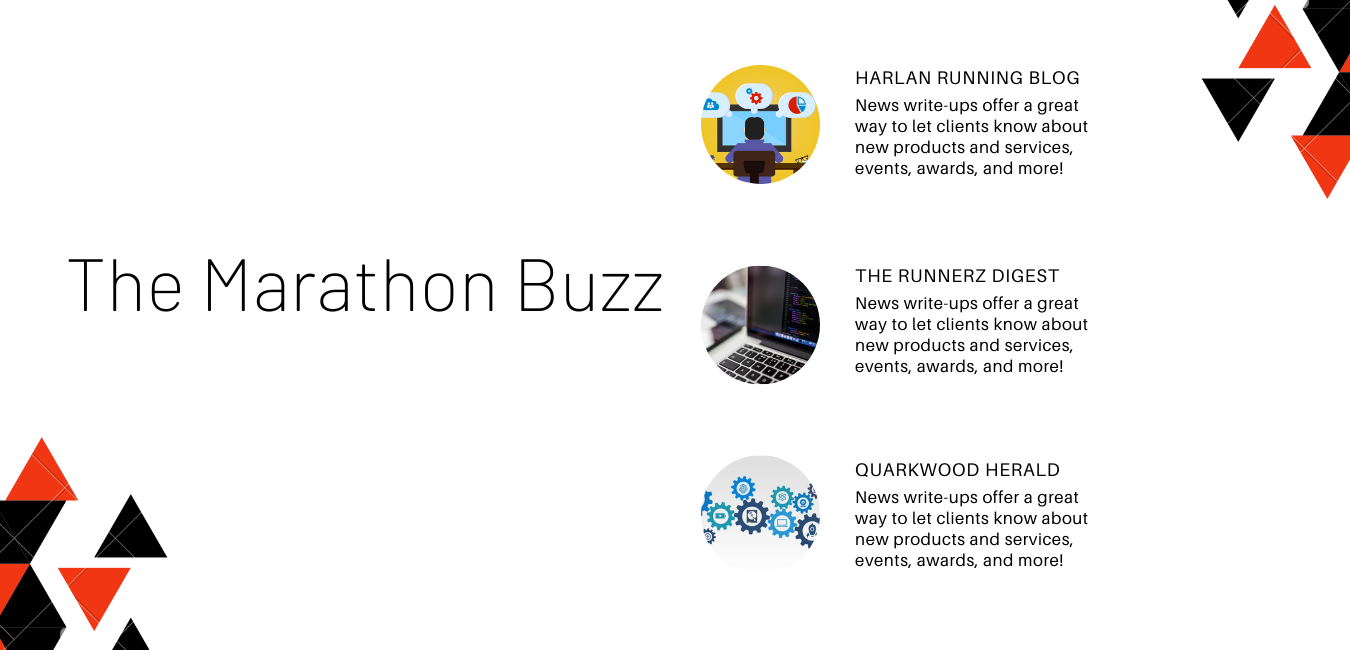 The Marathon Buzz
HARLAN RUNNING BLOG
News write-ups offer a great
way to let clients know about
new products and services,
events, awards, and more!
THE RUNNERZ DIGEST
News write-ups offer a great
way to let clients know about
new products and services,
events, awards, and more!
QUARKWOOD HERALD
News write-ups offer a great
way to let clients know about
new products and services,
events, awards, and more!